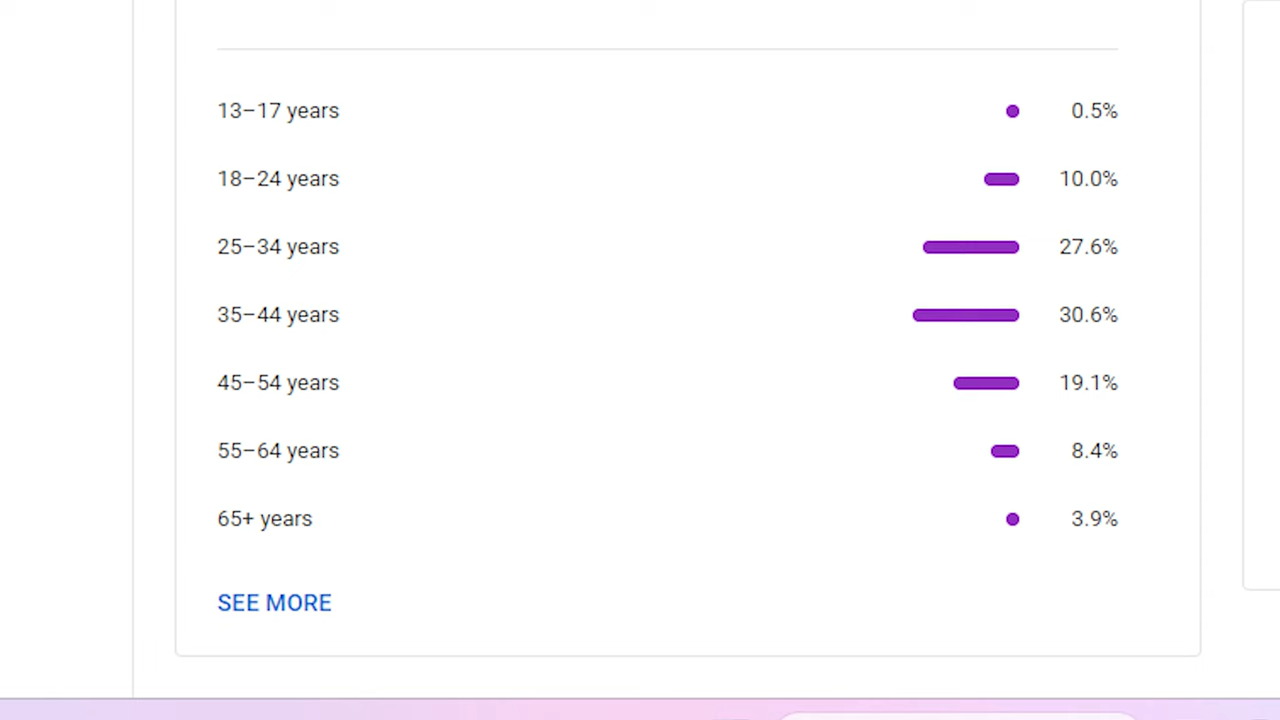 13–17 years 0.5%
18–24 years 10.0%
25–34 years 27.6%
35–44 years 30.6%
45–54 years 19.1%
55–64 years 8.4%
65+ years 3.9%
SEE MORE